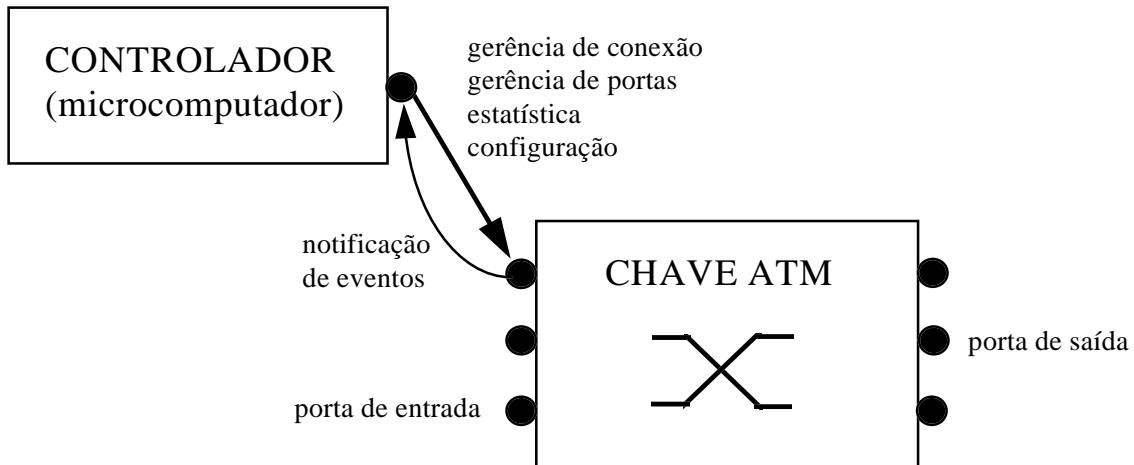 CONTROLADOR
(microcomputador)
gerência de conexão
gerência de portas
estatística
configuração
notificação
de eventos
CHAVE ATM
porta de saída
porta de entrada